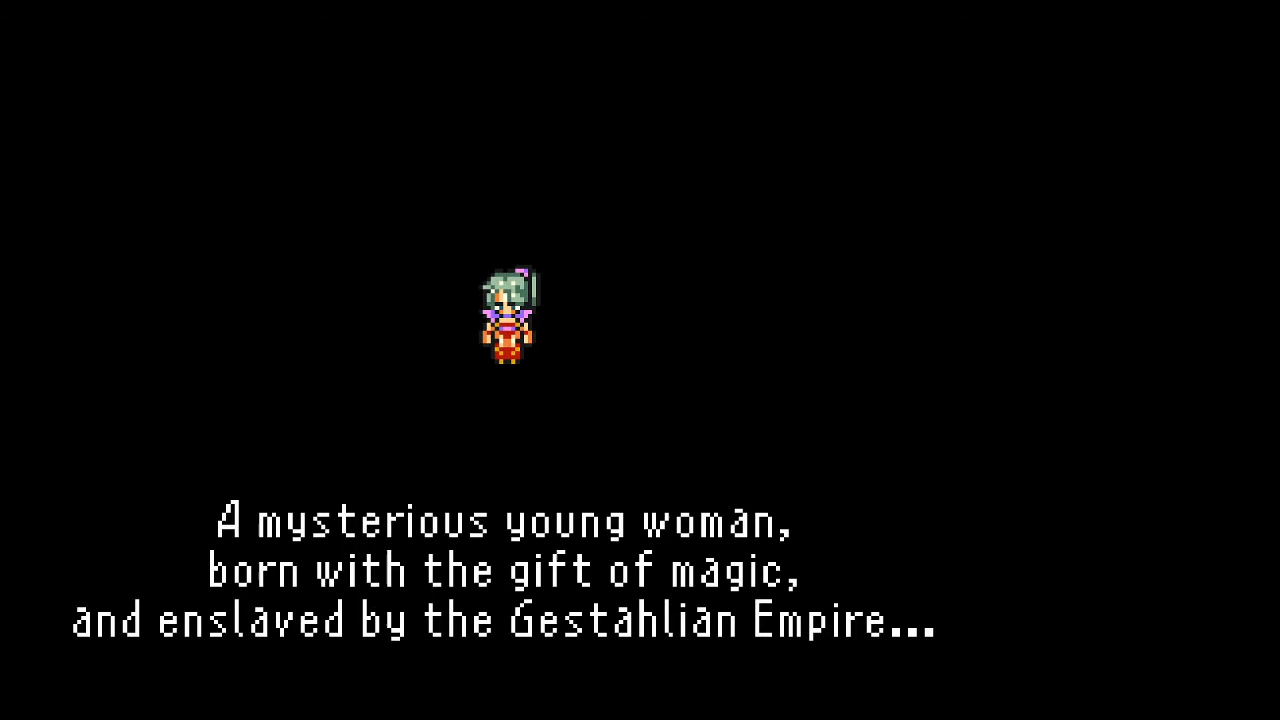 A mysterious young woman,
born with the gift of magic,
and enslaved by the Gestahlian Empire...